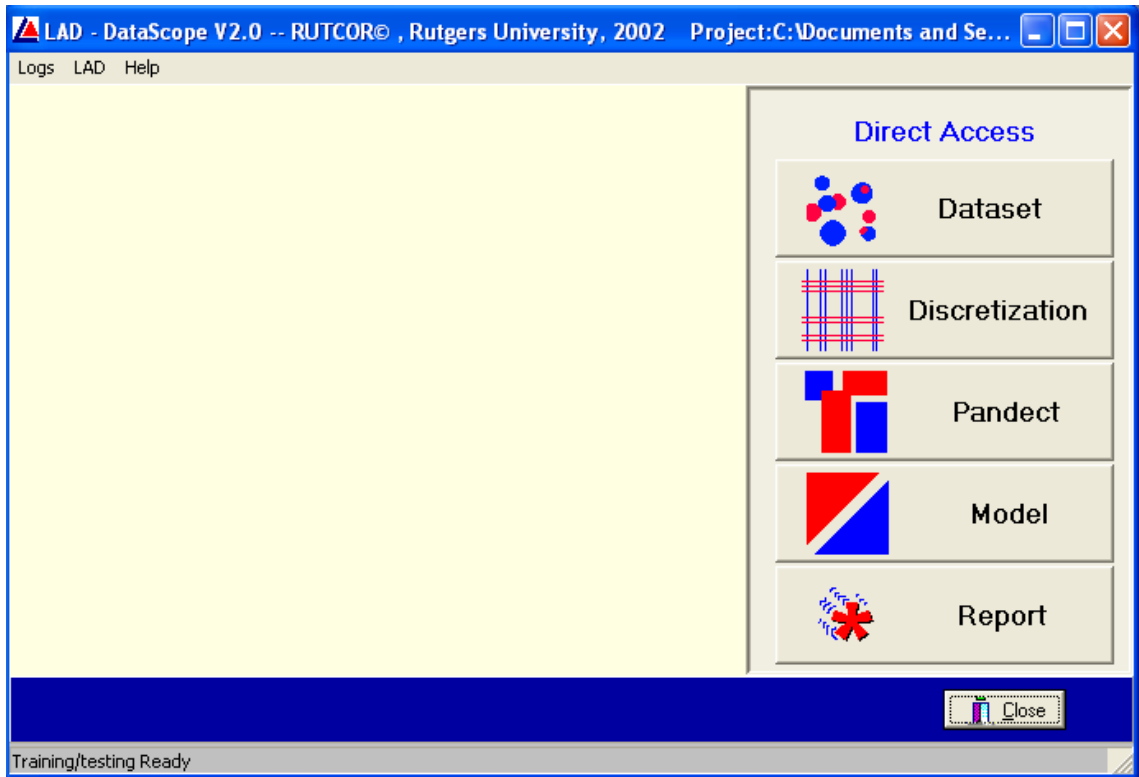 LAD - DataScope V2.0 -- RUTCOR© , Rutgers University, 2002 Project:C:\Documents and Se...
Logs LAD Help
Direct Access
Dataset
Discretization
Pandect
Model
Report
Close
Training/testing Ready